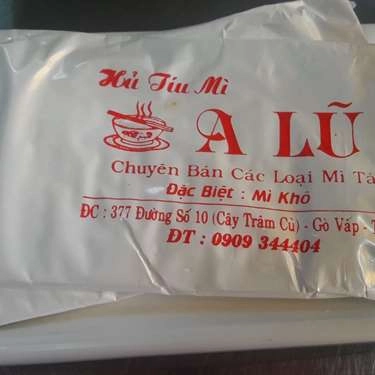 Hủ Tíu Mì
A LŨ
Chuyên Bán Các Loại Mì
Đặc Biệt : Mì Khô
ĐC : 377 Đường Số 10 (Cây Trâm Cũ) - Gò Vấp -
ĐT : 0909 344404